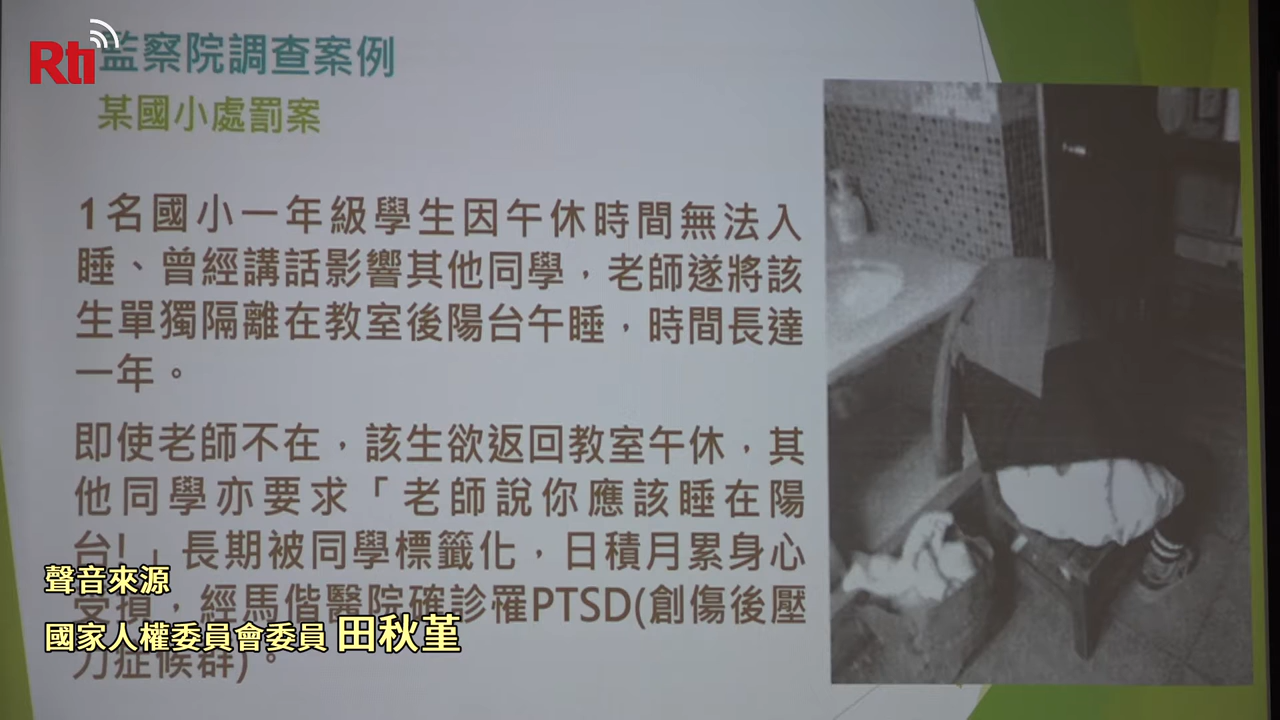 Rti
監察院調查案例
某國小處罰案
1名國小一年級學生因午休時間無法入
睡、曾經講話影響其他同學，老師遂將該
生單獨隔離在教室後陽台午睡，時間長達
一年。
即使老師不在，該生欲返回教室午休，其
他同學亦要求「老師說你應該睡在陽
台!」長期被同學標籤化，日積月累身心
受損，經馬偕醫院確診罹PTSD(創傷後壓
力症候群)。
聲音來源
國家人權委員會委員 田秋堇